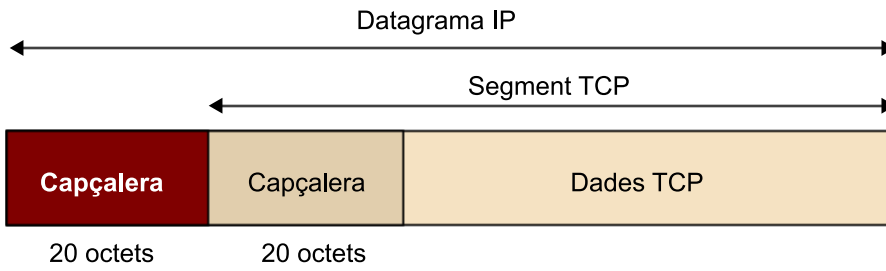 Datagrama IP
Segment TCP
Capçalera
Capçalera
Dades TCP
20 octets
20 octets